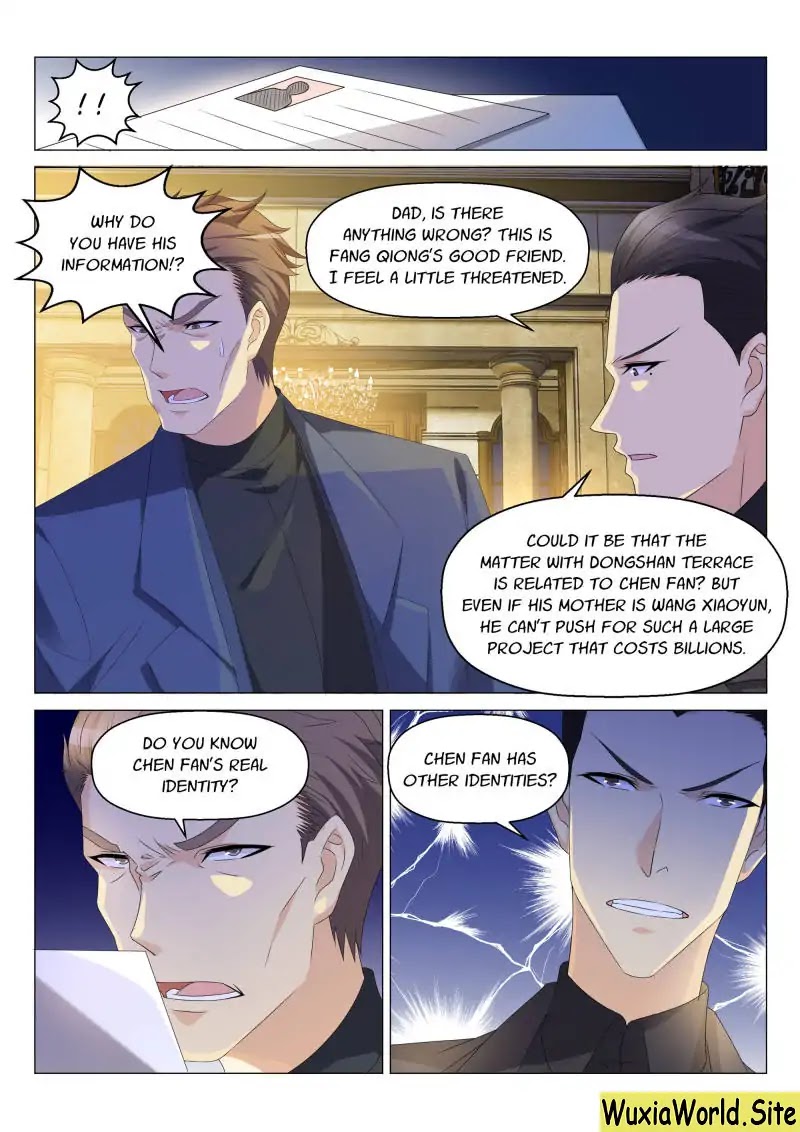 !!
WHY DO
YOU HAVE HIS
INFORMATION!?
DAD, IS THERE
ANYTHING WRONG? THIS IS
FANG QIONG'S GOOD FRIEND.
I FEEL A LITTLE THREATENED.
COULD IT BE THAT THE
MATTER WITH DONGSHAN TERRACE
IS RELATED TO CHEN FAN? BUT
EVEN IF HIS MOTHER IS WANG XIAOYUN,
HE CAN'T PUSH FOR SUCH A LARGE
PROJECT THAT COSTS BILLIONS.
DO YOU KNOW
CHEN FAN'S REAL
IDENTITY?
CHEN FAN HAS
OTHER IDENTITIES?
WuxiaWorld.Site